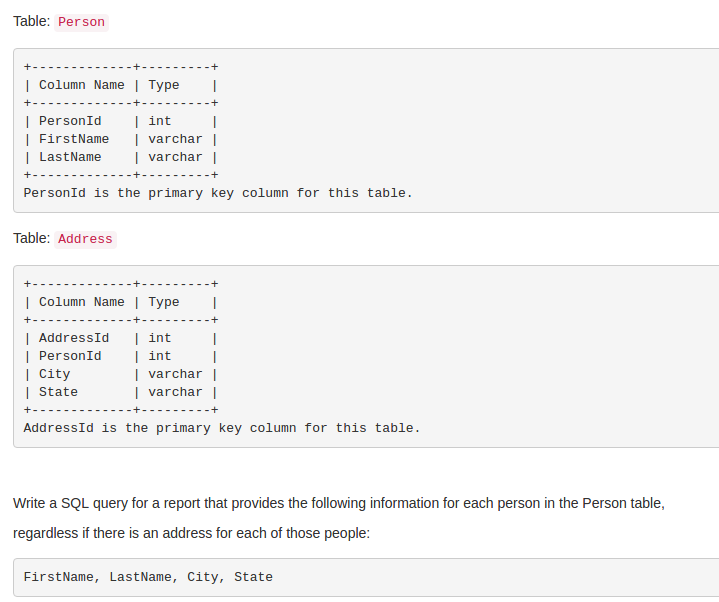 Table: Person
+-------------+---------+
| Column Name | Type    |
+-------------+---------+
| PersonId    | int     |
| FirstName   | varchar |
| LastName    | varchar |
+-------------+---------+
PersonId is the primary key column for this table.
Table: Address
+-------------+---------+
| Column Name | Type    |
+-------------+---------+
| AddressId   | int     |
| PersonId    | int     |
| City        | varchar |
| State       | varchar |
+-------------+---------+
AddressId is the primary key column for this table.
Write a SQL query for a report that provides the following information for each person in the Person table,
regardless if there is an address for each of those people:
FirstName, LastName, City, State